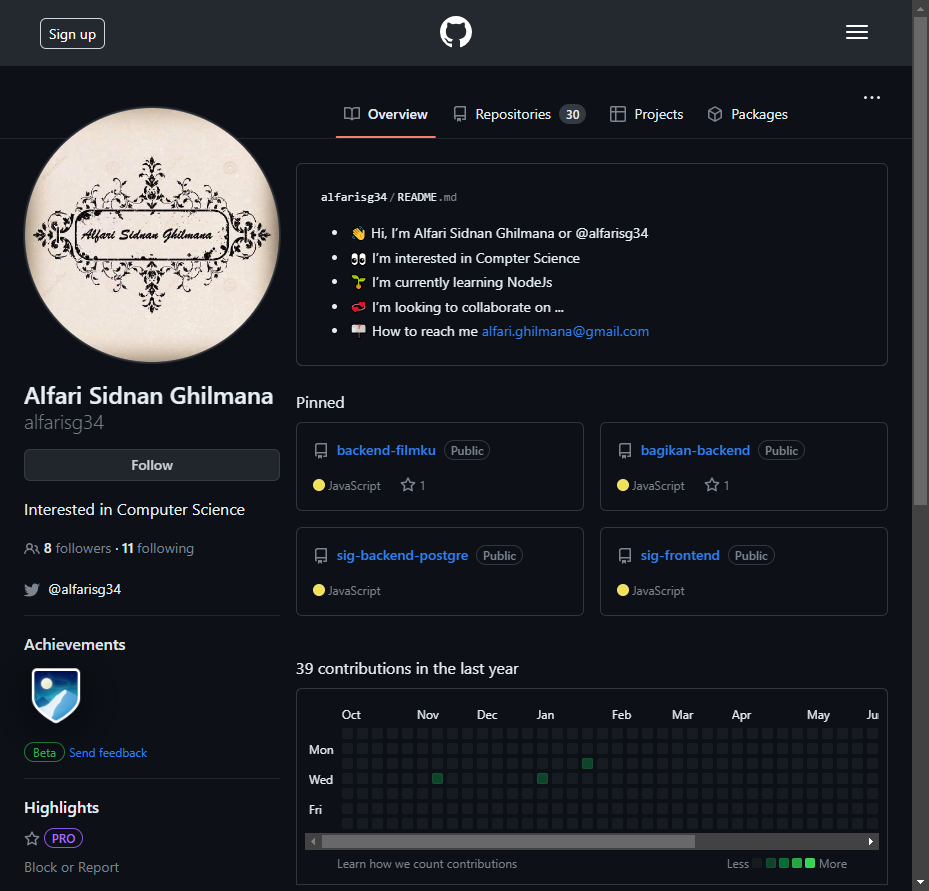 Sign up
Overview
Repositories 30
Projects
Packages
Alfari Sidnan Ghilmana
alfarisg34/README.md
👋 Hi, I’m Alfari Sidnan Ghilmana or @alfarisg34
👀 I’m interested in Compter Science
🌱 I’m currently learning NodeJs
💞️ I’m looking to collaborate on ...
📫 How to reach me alfari.ghilmana@gmail.com
Alfari Sidnan Ghilmana
alfarisg34
Follow
Interested in Computer Science
8 followers · 11 following
@alfarisg34
Achievements
Beta Send feedback
Highlights
PRO
Block or Report
Pinned
backend-filmku Public
JavaScript 1
bagikan-backend Public
JavaScript 1
sig-backend-postgre Public
JavaScript
sig-frontend Public
JavaScript
39 contributions in the last year
Oct Nov Dec Jan Feb Mar Apr May
Mon
Wed
Fri
Learn how we count contributions
Less More